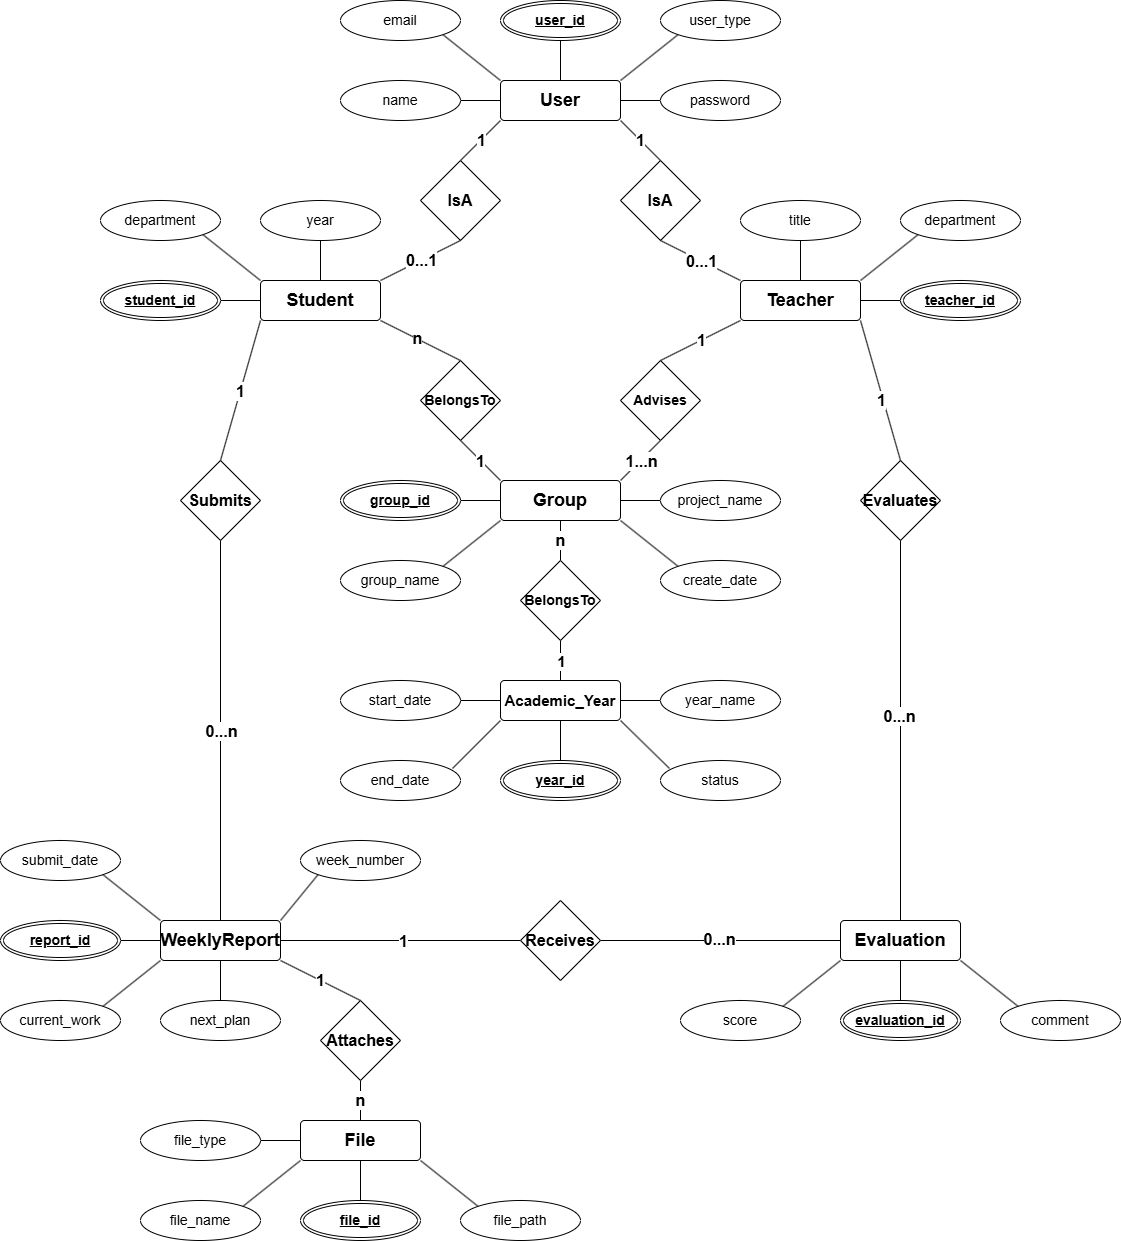 email
user_id
user_type
name
User
password
1
1
IsA
IsA
department
year
title
department
0...1
0...1
student_id
Student
Teacher
teacher_id
n
1
1
1
BelongsTo
Advises
1
1...n
Submits
group_id
Group
project_name
Evaluates
n
group_name
create_date
BelongsTo
1
start_date
Academic_Year
year_name
0...n
0...n
end_date
year_id
status
submit_date
week_number
report_id
WeeklyReport
1
Receives
0...n
Evaluation
1
current_work
next_plan
score
evaluation_id
comment
Attaches
n
file_type
File
file_name
file_id
file_path